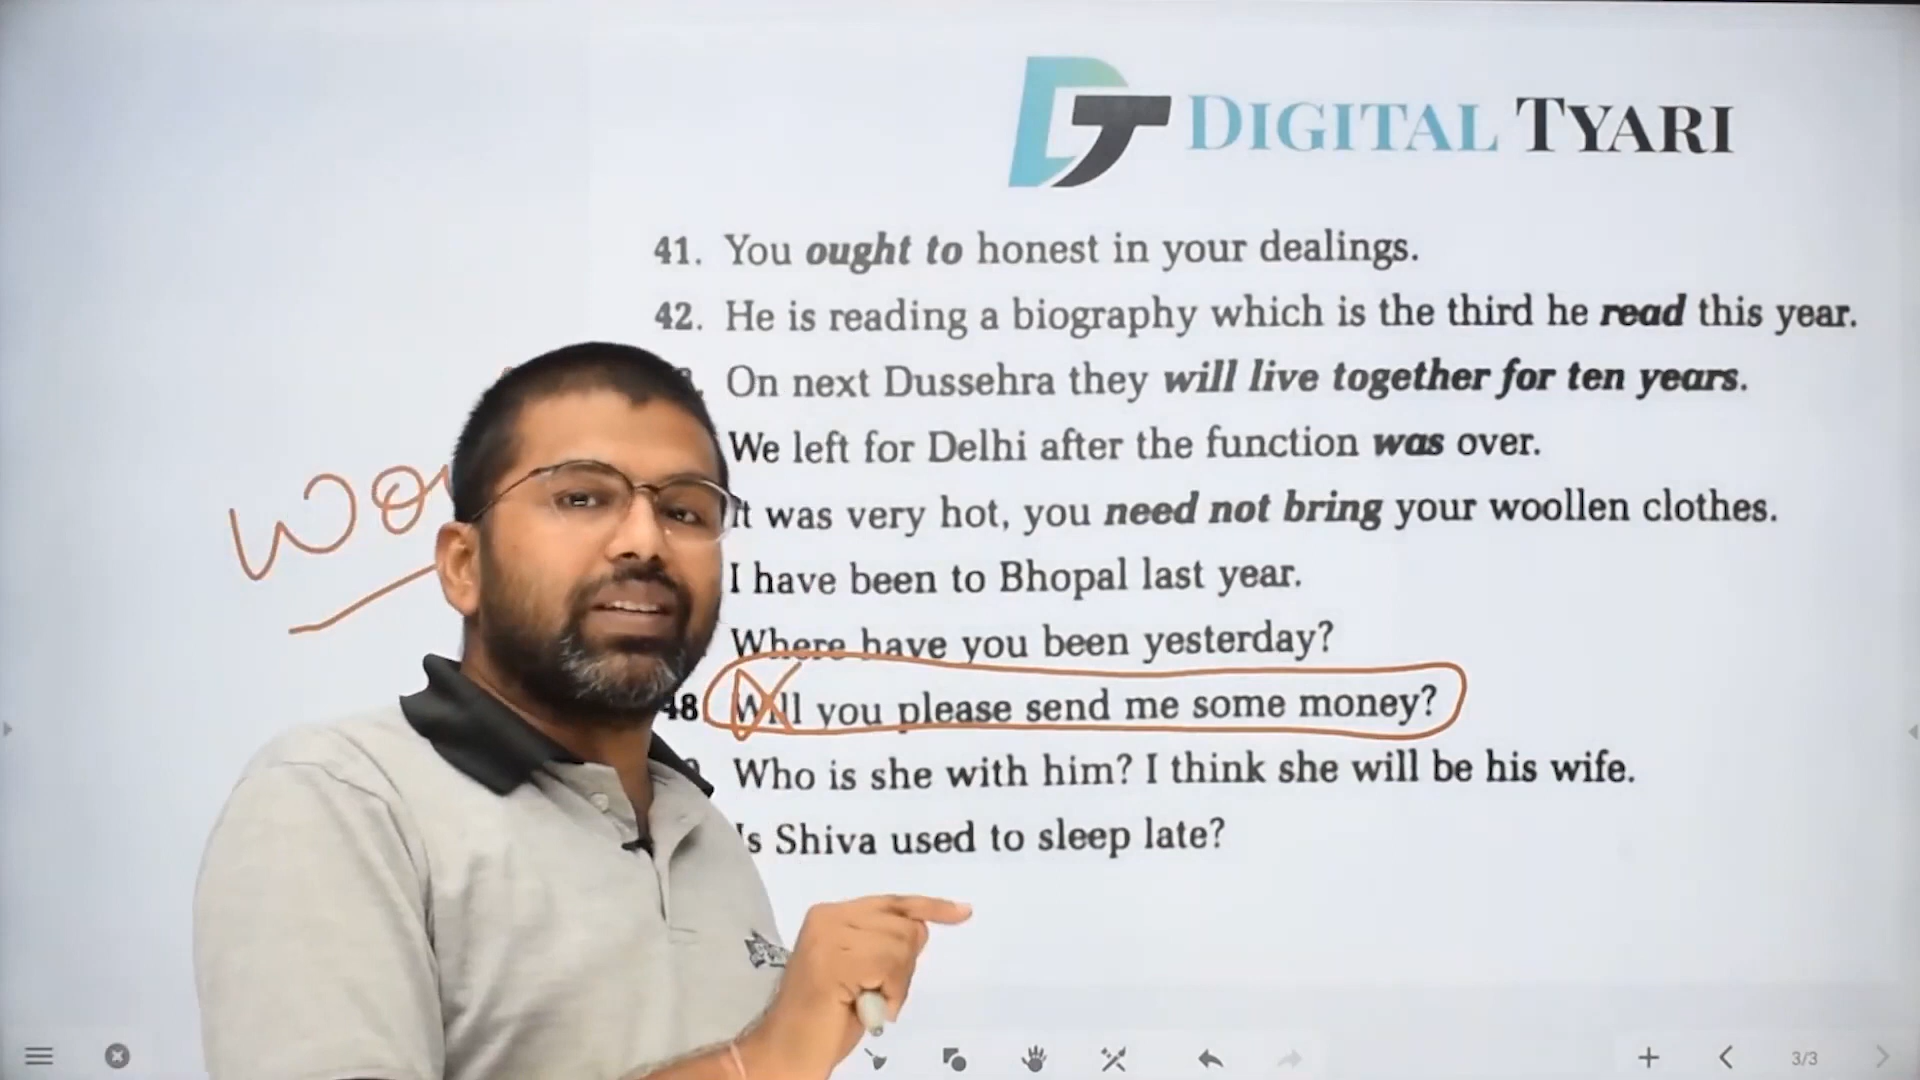 DT DIGITAL TYARI
41. You ought to honest in your dealings.
42. He is reading a biography which is the third he read this year.
On next Dussehra they will live together for ten years.
We left for Delhi after the function was over.
It was very hot, you need not bring your woollen clothes.
I have been to Bhopal last year.
Where have you been yesterday?
48. Will you please send me some money?
Who is she with him? I think she will be his wife.
Is Shiva used to sleep late?
3/3